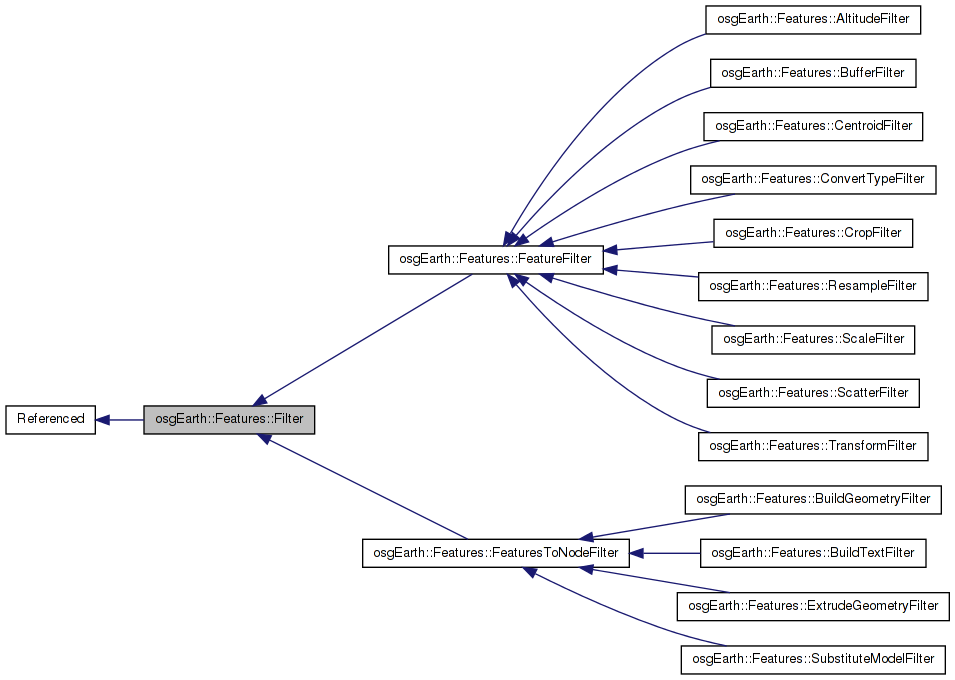 osgEarth::Features::AltitudeFilter
osgEarth::Features::BufferFilter
osgEarth::Features::CentroidFilter
osgEarth::Features::ConvertTypeFilter
osgEarth::Features::CropFilter
osgEarth::Features::FeatureFilter
osgEarth::Features::ResampleFilter
osgEarth::Features::ScaleFilter
osgEarth::Features::ScatterFilter
Referenced
osgEarth::Features::Filter
osgEarth::Features::TransformFilter
osgEarth::Features::BuildGeometryFilter
osgEarth::Features::FeaturesToNodeFilter
osgEarth::Features::BuildTextFilter
osgEarth::Features::ExtrudeGeometryFilter
osgEarth::Features::SubstituteModelFilter